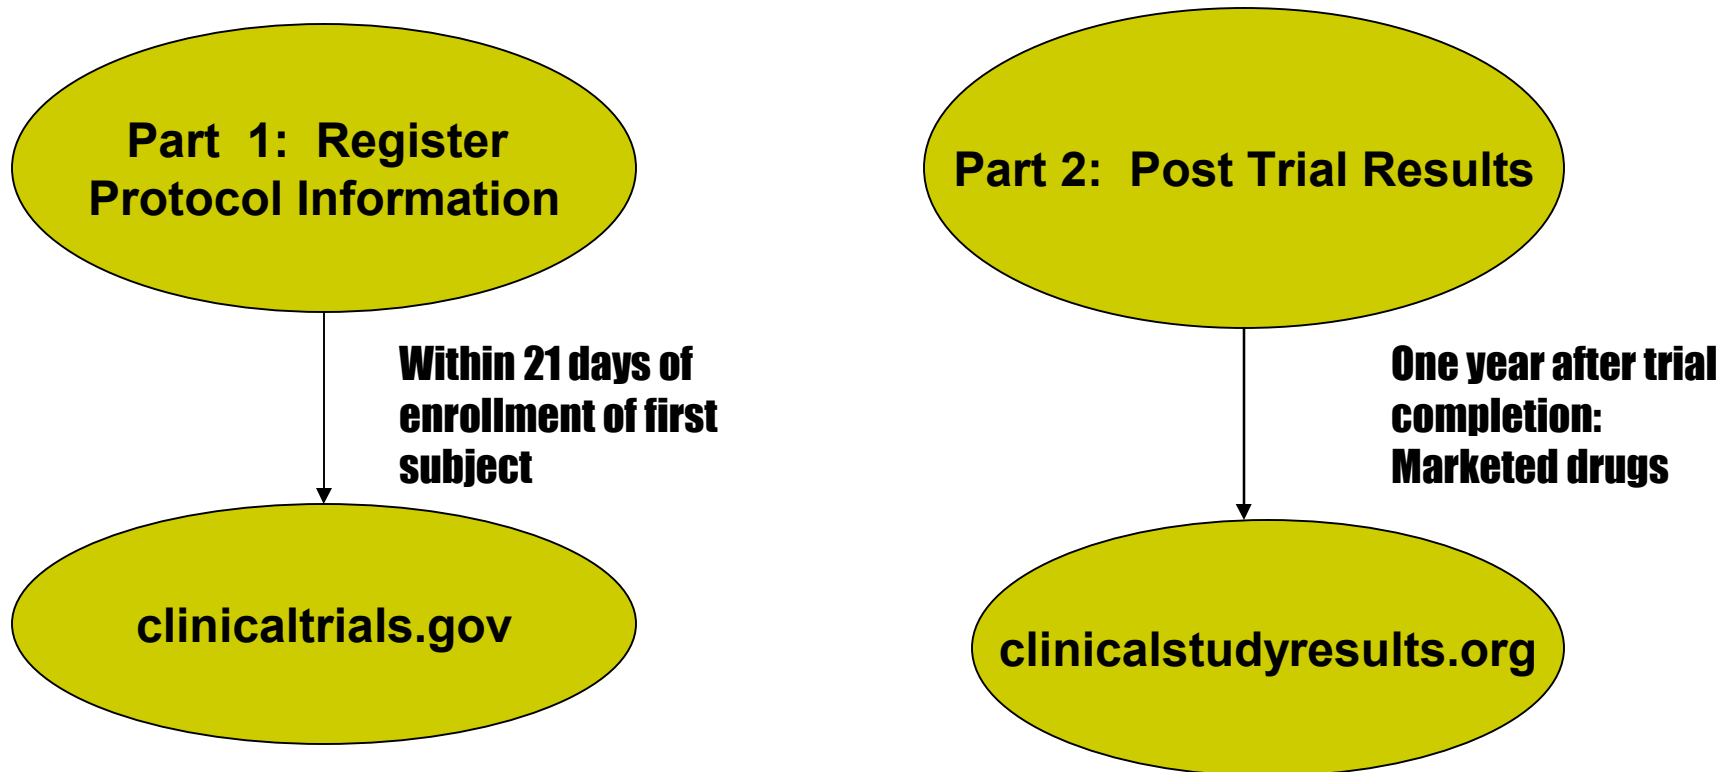 Part 1: Register
Protocol Information
Within 21 days of
enrollment of first
subject
clinicaltrials.gov
Part 2: Post Trial Results
One year after trial
completion:
Marketed drugs
clinicalstudyresults.org